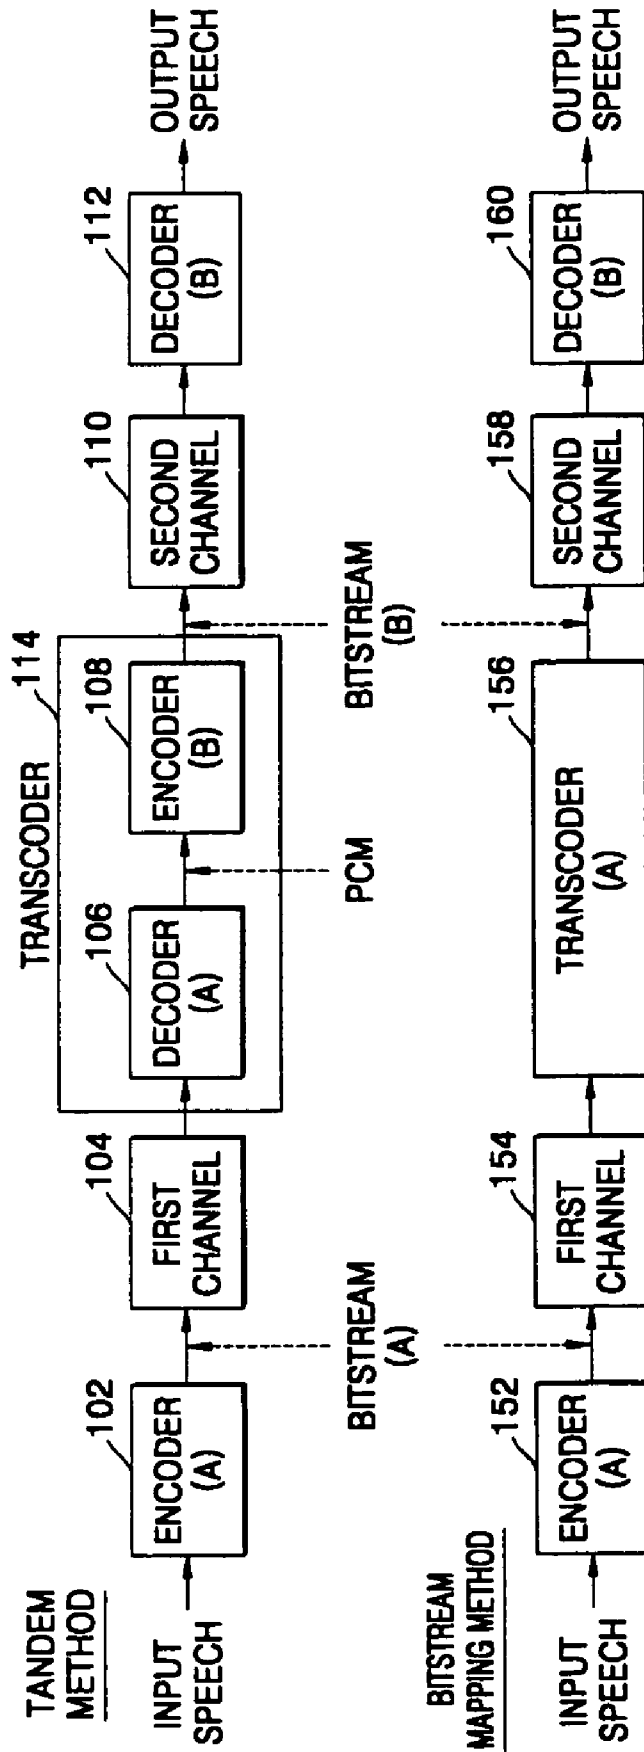 TANDEM
METHOD
INPUT
SPEECH
102
ENCODER
(A)
104
FIRST
CHANNEL
TRANSCODER
114
106
DECODER
(A)
108
ENCODER
(B)
110
SECOND
CHANNEL
112
DECODER
(B)
OUTPUT
SPEECH
BITSTREAM
(A)
PCM
BITSTREAM
(B)
BITSTREAM
MAPPING METHOD
INPUT
SPEECH
152
ENCODER
(A)
154
FIRST
CHANNEL
156
TRANSCODER
(A)
158
SECOND
CHANNEL
160
DECODER
(B)
OUTPUT
SPEECH